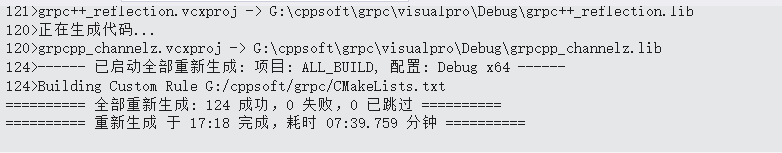 121>grpc++_reflection.vcxproj -> G:\cppsoft\grpc\visualpro\Debug\grpc++_reflection.lib
120>正在生成代码...
120>grpcpp_channelz.vcxproj -> G:\cppsoft\grpc\visualpro\Debug\grpcpp_channelz.lib
124>------ 已启动全部重新生成: 项目: ALL_BUILD, 配置: Debug x64 ------
124>Building Custom Rule G:/cppsoft/grpc/CMakeLists.txt
========== 全部重新生成: 124 成功，0 失败，0 已跳过 ==========
========== 重新生成 于 17:18 完成，耗时 07:39.759 分钟 ==========